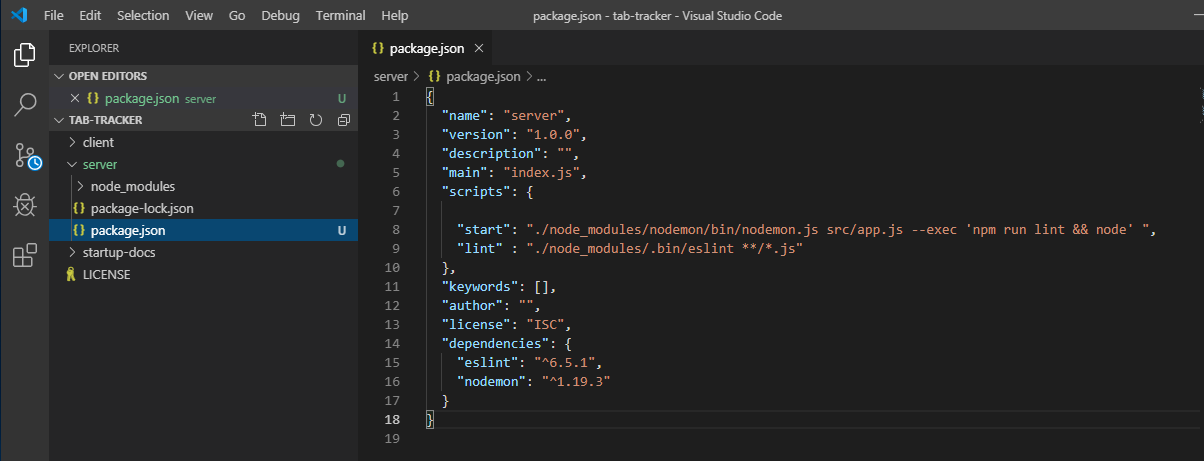 File Edit Selection View Go Debug Terminal Help package.json - tab-tracker - Visual Studio Code
EXPLORER
OPEN EDITORS
package.json server U
TAB-TRACKER
client
server
node_modules
package-lock.json
package.json U
startup-docs
LICENSE
{} package.json
server > {} package.json > ...
1 {
2 "name": "server",
3 "version": "1.0.0",
4 "description": "",
5 "main": "index.js",
6 "scripts": {
7
8 "start": "./node_modules/nodemon/bin/nodemon.js src/app.js --exec 'npm run lint && node' ",
9 "lint" : "./node_modules/.bin/eslint **/*.js"
10 },
11 "keywords": [],
12 "author": "",
13 "license": "ISC",
14 "dependencies": {
15 "eslint": "^6.5.1",
16 "nodemon": "^1.19.3"
17 }
18 }
19